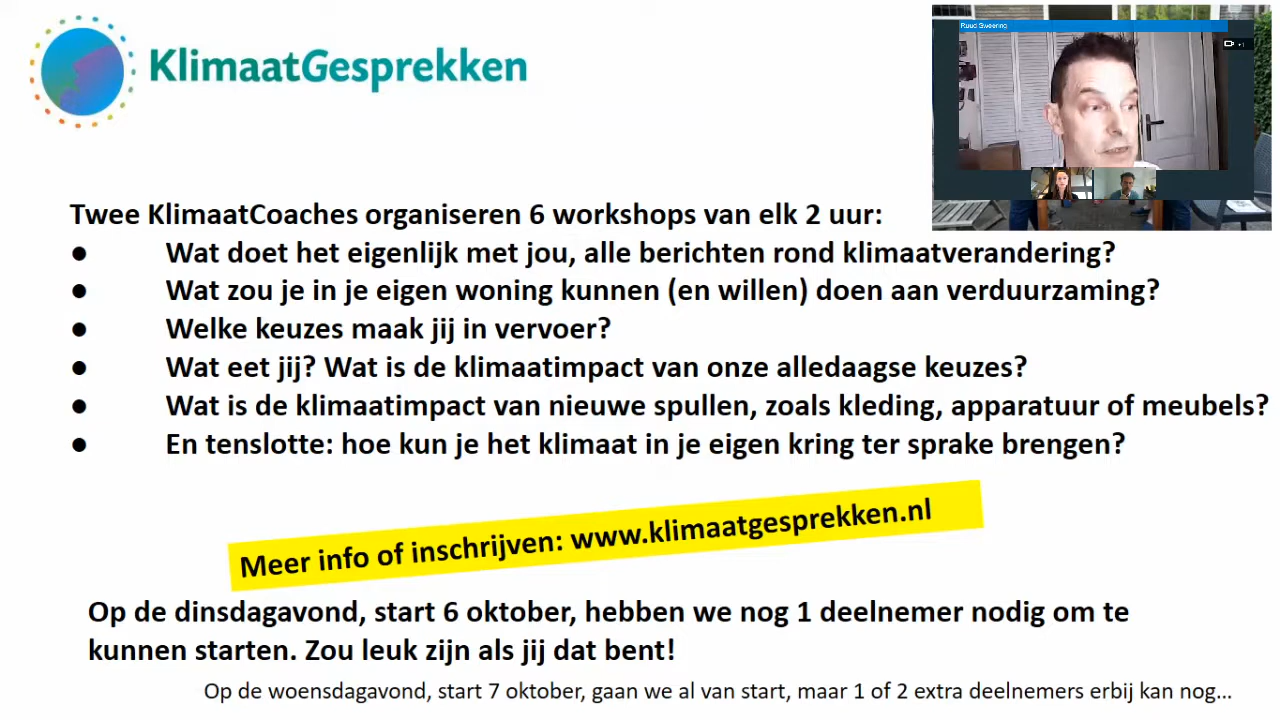 KlimaatGesprekken
Ruud Sweering
+1
Twee KlimaatCoaches organiseren 6 workshops van elk 2 uur:
● Wat doet het eigenlijk met jou, alle berichten rond klimaatverandering?
● Wat zou je in je eigen woning kunnen (en willen) doen aan verduurzaming?
● Welke keuzes maak jij in vervoer?
● Wat eet jij? Wat is de klimaatimpact van onze alledaagse keuzes?
● Wat is de klimaatimpact van nieuwe spullen, zoals kleding, apparatuur of meubels?
● En tenslotte: hoe kun je het klimaat in je eigen kring ter sprake brengen?
Meer info of inschrijven: www.klimaatgesprekken.nl
Op de dinsdagavond, start 6 oktober, hebben we nog 1 deelnemer nodig om te
kunnen starten. Zou leuk zijn als jij dat bent!
Op de woensdagavond, start 7 oktober, gaan we al van start, maar 1 of 2 extra deelnemers erbij kan nog...